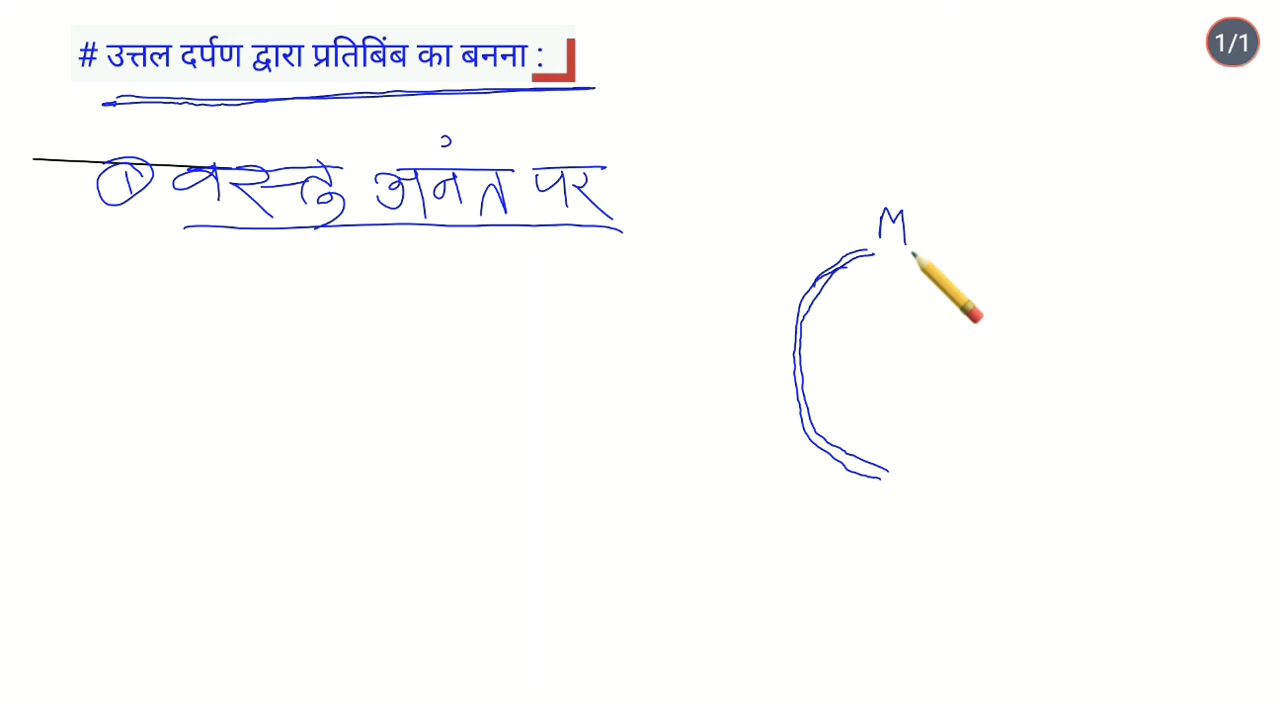 # उत्तल दर्पण द्वारा प्रतिबिंब का बनना :
1/1
① वस्तु अनंत पर
M